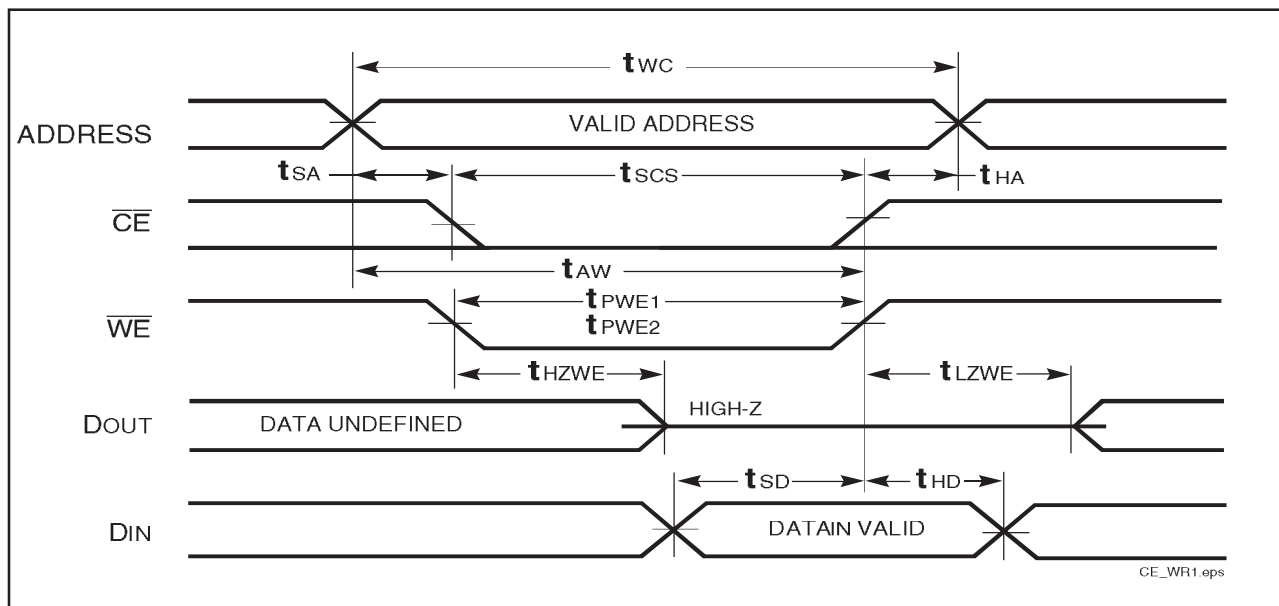 tWC
ADDRESS
VALID ADDRESS
tSA
tSCS
tHA
CE
tAW
WE
tPWE1
tPWE2
tHZWE
tLZWE
DOUT
DATA UNDEFINED
HIGH-Z
tSD
tHD
DIN
DATAIN VALID
CE_WR1.eps